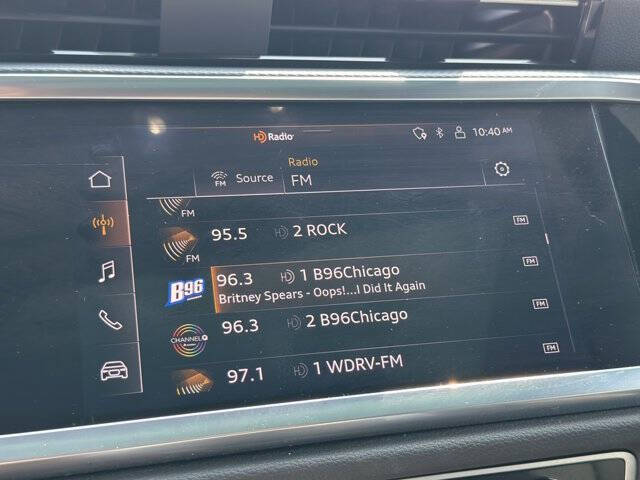 HD Radio
10:40 AM
FM Source
Radio
FM
FM
FM
95.5 HD 2 ROCK FM
B96 96.3 HD 1 B96Chicago FM
Britney Spears - Oops!...I Did It Again
CHANNEL Q 96.3 HD 2 B96Chicago FM
97.1 HD 1 WDRV-FM FM